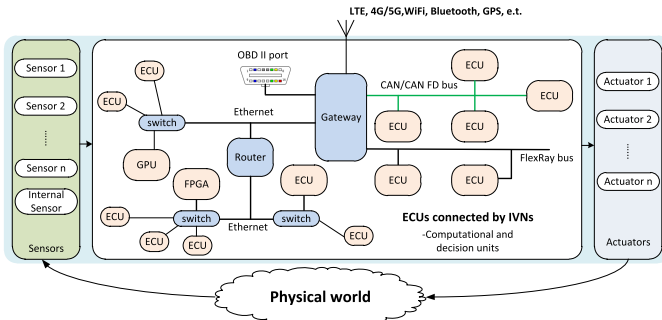 LTE, 4G/5G,WiFi, Bluetooth, GPS, e.t.
Sensor 1
Sensor 2
Sensor n
Internal
Sensor
Sensors
OBD II port
ECU
ECU
switch
GPU
Ethernet
Gateway
Router
CAN/CAN FD bus
ECU
ECU
ECU
ECU
FlexRay bus
ECU
ECU
FPGA
ECU
ECU
switch
switch
Ethernet
ECU
ECU
ECU
ECUs connected by IVNs
-Computational and
decision units
Actuator 1
Actuator 2
Actuator n
Actuators
Physical world